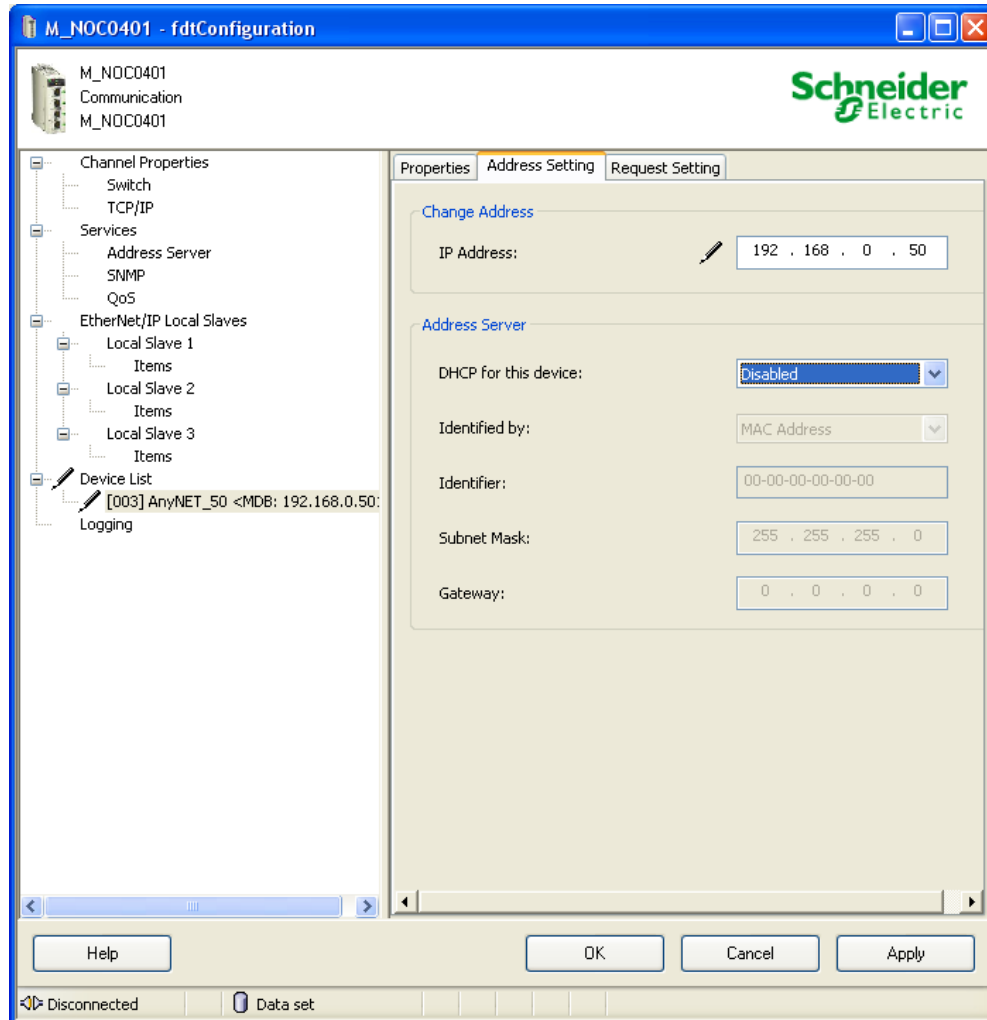 M_NOC0401 - fdtConfiguration
M_NOC0401
Communication
M_NOC0401
Schneider
Electric
Channel Properties
Switch
TCP/IP
Services
Address Server
SNMP
QoS
EtherNet/IP Local Slaves
Local Slave 1
Items
Local Slave 2
Items
Local Slave 3
Items
Device List
[003] AnyNET_50 <MDB: 192.168.0.50:
Logging
Properties Address Setting Request Setting
Change Address
IP Address: 192 . 168 . 0 . 50
Address Server
DHCP for this device: Disabled
Identified by: MAC Address
Identifier: 00-00-00-00-00-00
Subnet Mask: 255 . 255 . 255 . 0
Gateway: 0 . 0 . 0 . 0
Help OK Cancel Apply
Disconnected Data set